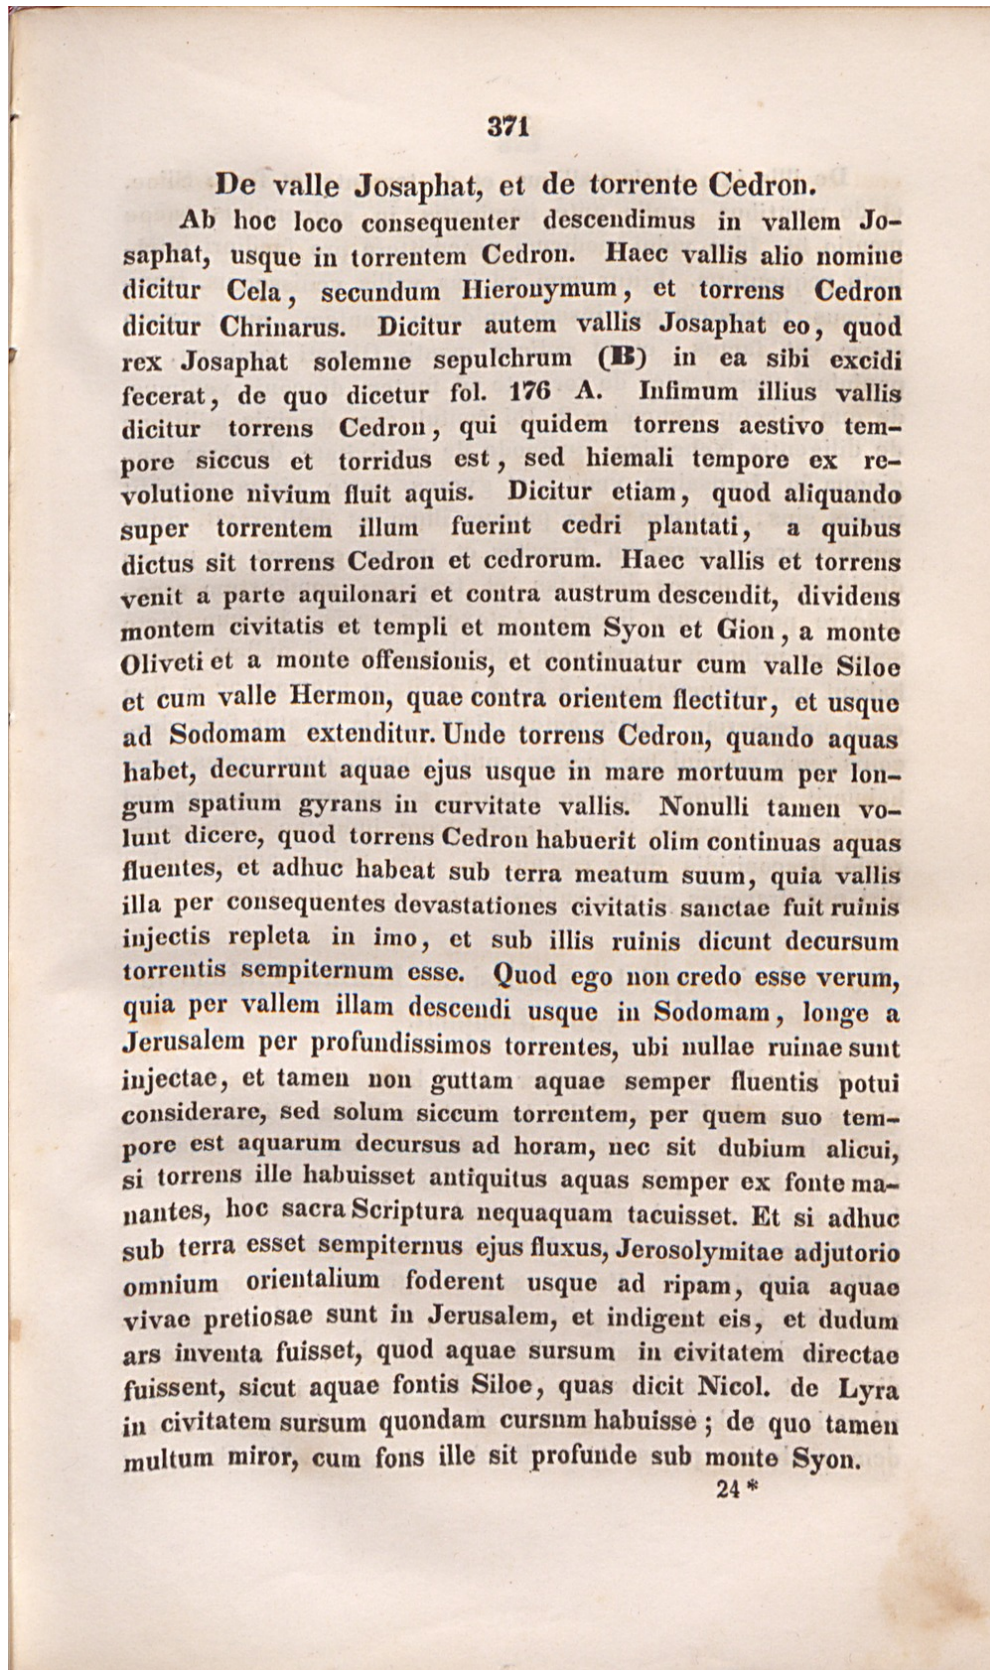 371
De valle Josaphat, et de torrente Cedron.
Ab hoc loco consequenter descendimus in vallem Jo-
saphat, usque in torrentem Cedron. Haec vallis alio nomine
dicitur Cela, secundum Hieronymum, et torrens Cedron
dicitur Chrinarus. Dicitur autem vallis Josaphat eo, quod
rex Josaphat solemne sepulchrum (B) in ea sibi excidi
fecerat, de quo dicetur fol. 176 A. Infimum illius vallis
dicitur torrens Cedron, qui quidem torrens aestivo tem-
pore siccus et torridus est, sed hiemali tempore ex re-
volutione nivium fluit aquis. Dicitur etiam, quod aliquando
super torrentem illum fuerint cedri plantati, a quibus
dictus sit torrens Cedron et cedrorum. Haec vallis et torrens
venit a parte aquilonari et contra austrum descendit, dividens
montem civitatis et templi et montem Syon et Gion, a monte
Oliveti et a monte offensionis, et continuatur cum valle Siloe
et cum valle Hermon, quae contra orientem flectitur, et usque
ad Sodomam extenditur. Unde torrens Cedron, quando aquas
habet, decurrunt aquae ejus usque in mare mortuum per lon-
gum spatium gyrans in curvitate vallis. Nonulli tamen vo-
lunt dicere, quod torrens Cedron habuerit olim continuas aquas
fluentes, et adhuc habeat sub terra meatum suum, quia vallis
illa per consequentes devastationes civitatis sanctae fuit ruinis
injectis repleta in imo, et sub illis ruinis dicunt decursum
torrentis sempiternum esse. Quod ego non credo esse verum,
quia per vallem illam descendi usque in Sodomam, longe a
Jerusalem per profundissimos torrentes, ubi nullae ruinae sunt
injectae, et tamen non guttam aquae semper fluentis potui
considerare, sed solum siccum torrentem, per quem suo tem-
pore est aquarum decursus ad horam, nec sit dubium alicui,
si torrens ille habuisset antiquitus aquas semper ex fonte ma-
nantes, hoc sacra Scriptura nequaquam tacuisset. Et si adhuc
sub terra esset sempiternus ejus fluxus, Jerosolymitae adjutorio
omnium orientalium foderent usque ad ripam, quia aquae
vivae pretiosae sunt in Jerusalem, et indigent eis, et dudum
ars inventa fuisset, quod aquae sursum in civitatem directae
fuissent, sicut aquae fontis Siloe, quas dicit Nicol. de Lyra
in civitatem sursum quondam cursnm habuisse; de quo tamen
multum miror, cum fons ille sit profunde sub monte Syon.
24*